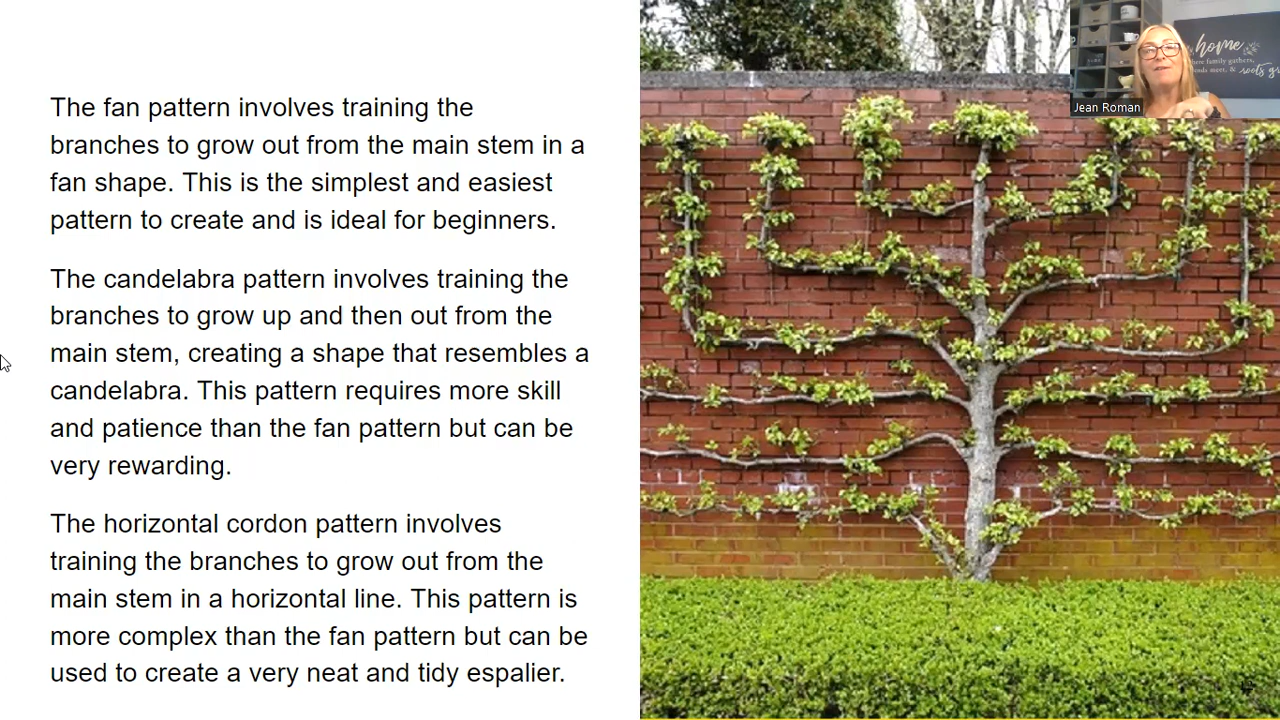 The fan pattern involves training the
branches to grow out from the main stem in a
fan shape. This is the simplest and easiest
pattern to create and is ideal for beginners.
The candelabra pattern involves training the
branches to grow up and then out from the
main stem, creating a shape that resembles a
candelabra. This pattern requires more skill
and patience than the fan pattern but can be
very rewarding.
The horizontal cordon pattern involves
training the branches to grow out from the
main stem in a horizontal line. This pattern is
more complex than the fan pattern but can be
used to create a very neat and tidy espalier.
home
where family gathers,
meet, & roots
Jean Roman